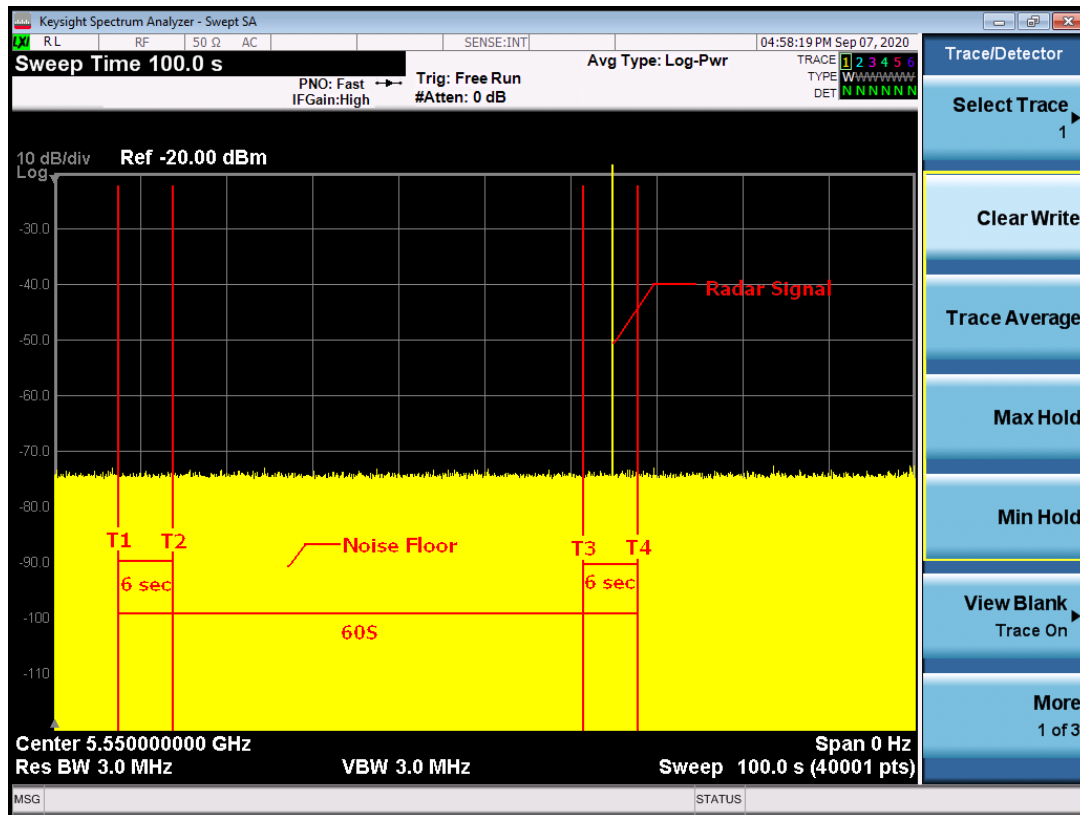 Keysight Spectrum Analyzer - Swept SA
LXI RL RF 50 Ω AC SENSE:INT 04:58:19 PM Sep 07, 2020
Sweep Time 100.0 s
PNO: Fast
IFGain:High
Trig: Free Run
#Atten: 0 dB
Avg Type: Log-Pwr
TRACE 1 2 3 4 5 6
TYPE WWWWWW
DET N N N N N N
10 dB/div
Log
Ref -20.00 dBm
-30.0
-40.0
-50.0
-60.0
-70.0
-80.0
-90.0
-100
-110
Radar Signal
T1 T2
Noise Floor
T3 T4
6 sec
6 sec
60S
Center 5.550000000 GHz
Span 0 Hz
Res BW 3.0 MHz
VBW 3.0 MHz
Sweep 100.0 s (40001 pts)
MSG
STATUS
Trace/Detector
Select Trace
1
Clear Write
Trace Average
Max Hold
Min Hold
View Blank
Trace On
More
1 of 3